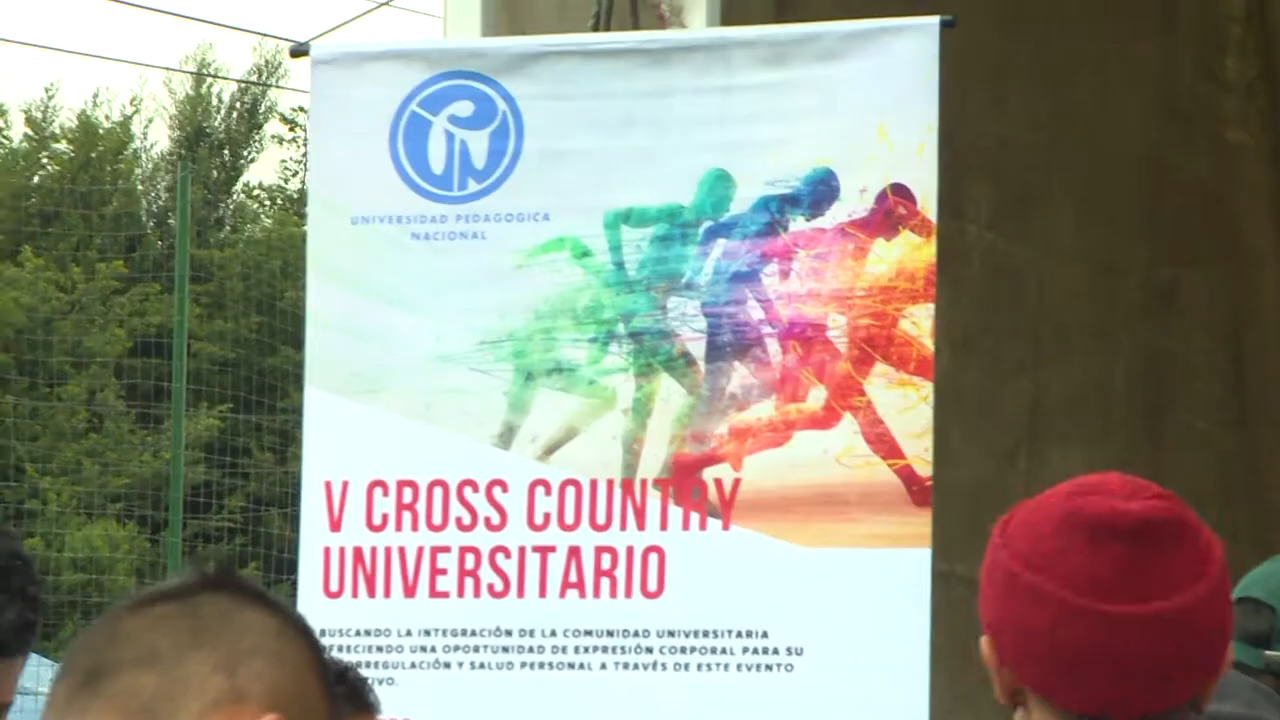 UNIVERSIDAD PEDAGOGICA
NACIONAL
V CROSS COUNTRY
UNIVERSITARIO
BUSCANDO LA INTEGRACIÓN DE LA COMUNIDAD UNIVERSITARIA
OFRECIENDO UNA OPORTUNIDAD DE EXPRESIÓN CORPORAL PARA SU
Y SALUD PERSONAL A TRAVÉS DE ESTE EVENTO